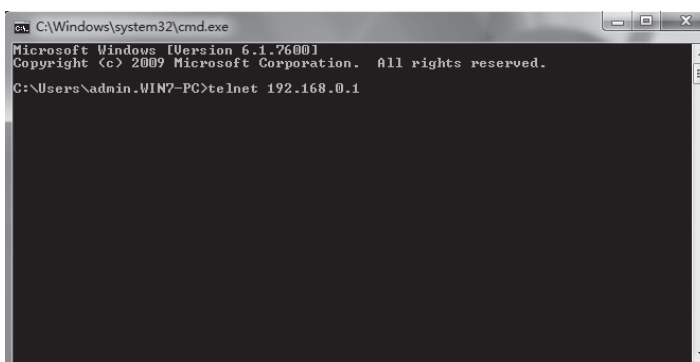 C:\Windows\system32\cmd.exe
Microsoft Windows [Version 6.1.7600]
Copyright (c) 2009 Microsoft Corporation.  All rights reserved.
C:\Users\admin.WIN7-PC>telnet 192.168.0.1